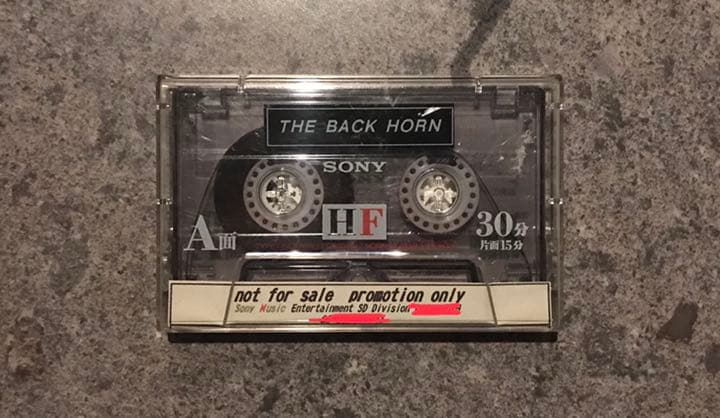 THE BACK HORN
SONY
A面
HF
30分
片面15分
not for sale promotion only
Sony Music Entertainment SD Division